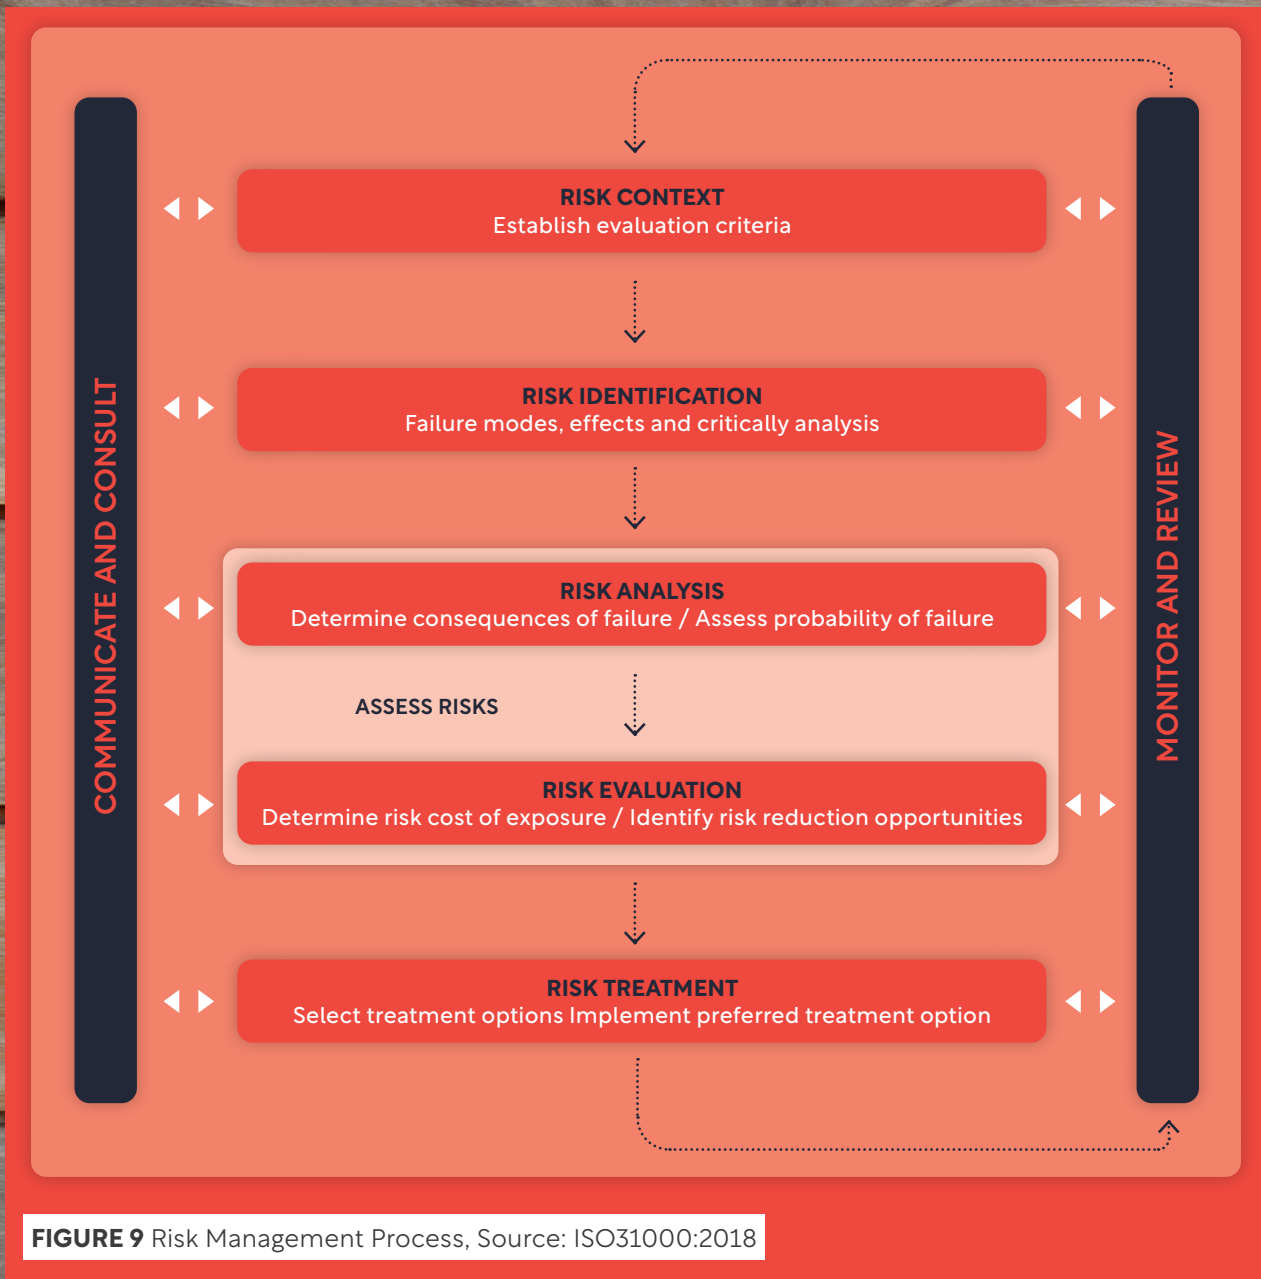 RISK CONTEXT
Establish evaluation criteria
RISK IDENTIFICATION
Failure modes, effects and critically analysis
RISK ANALYSIS
Determine consequences of failure / Assess probability of failure
ASSESS RISKS
RISK EVALUATION
Determine risk cost of exposure / Identify risk reduction opportunities
RISK TREATMENT
Select treatment options Implement preferred treatment option
COMMUNICATE AND CONSULT
MONITOR AND REVIEW
FIGURE 9 Risk Management Process, Source: ISO31000:2018